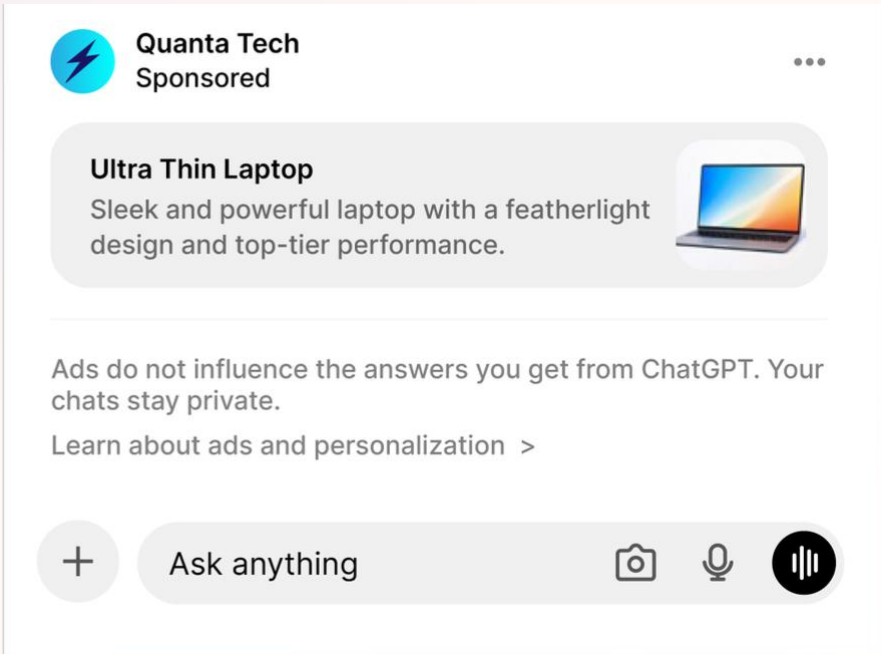 Quanta Tech
Sponsored
Ultra Thin Laptop
Sleek and powerful laptop with a featherlight
design and top-tier performance.
Ads do not influence the answers you get from ChatGPT. Your
chats stay private.
Learn about ads and personalization >
Ask anything